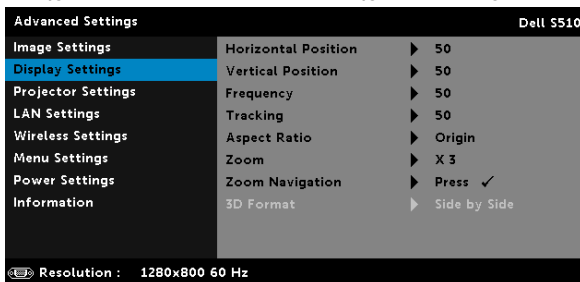 Advanced Settings Dell S510
Image Settings Horizontal Position 50
Display Settings Vertical Position 50
Projector Settings Frequency 50
LAN Settings Tracking 50
Wireless Settings Aspect Ratio Origin
Menu Settings Zoom X 3
Power Settings Zoom Navigation Press ✓
Information 3D Format Side by Side
Resolution : 1280x800 60 Hz